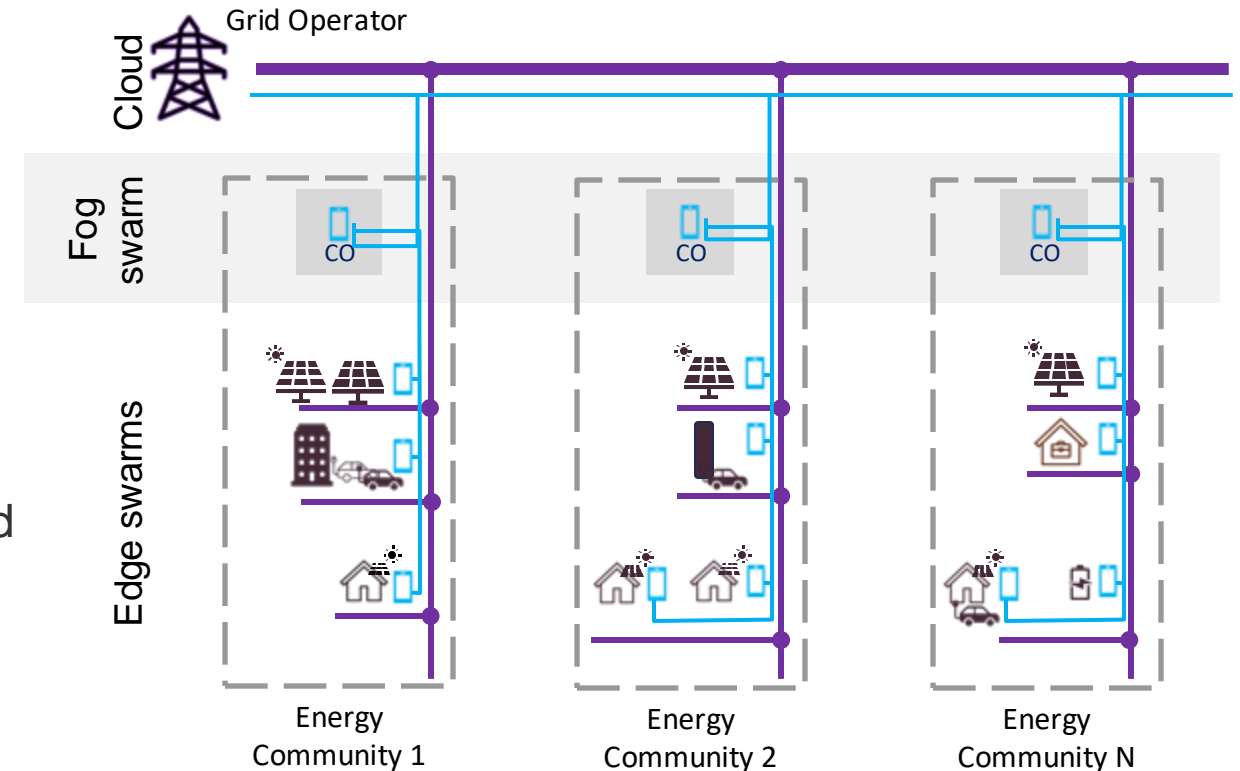 Grid Operator
Cloud
Fog
swarm
CO
CO
CO
Edge swarms
d
Energy
Community 1
Energy
Community 2
Energy
Community N